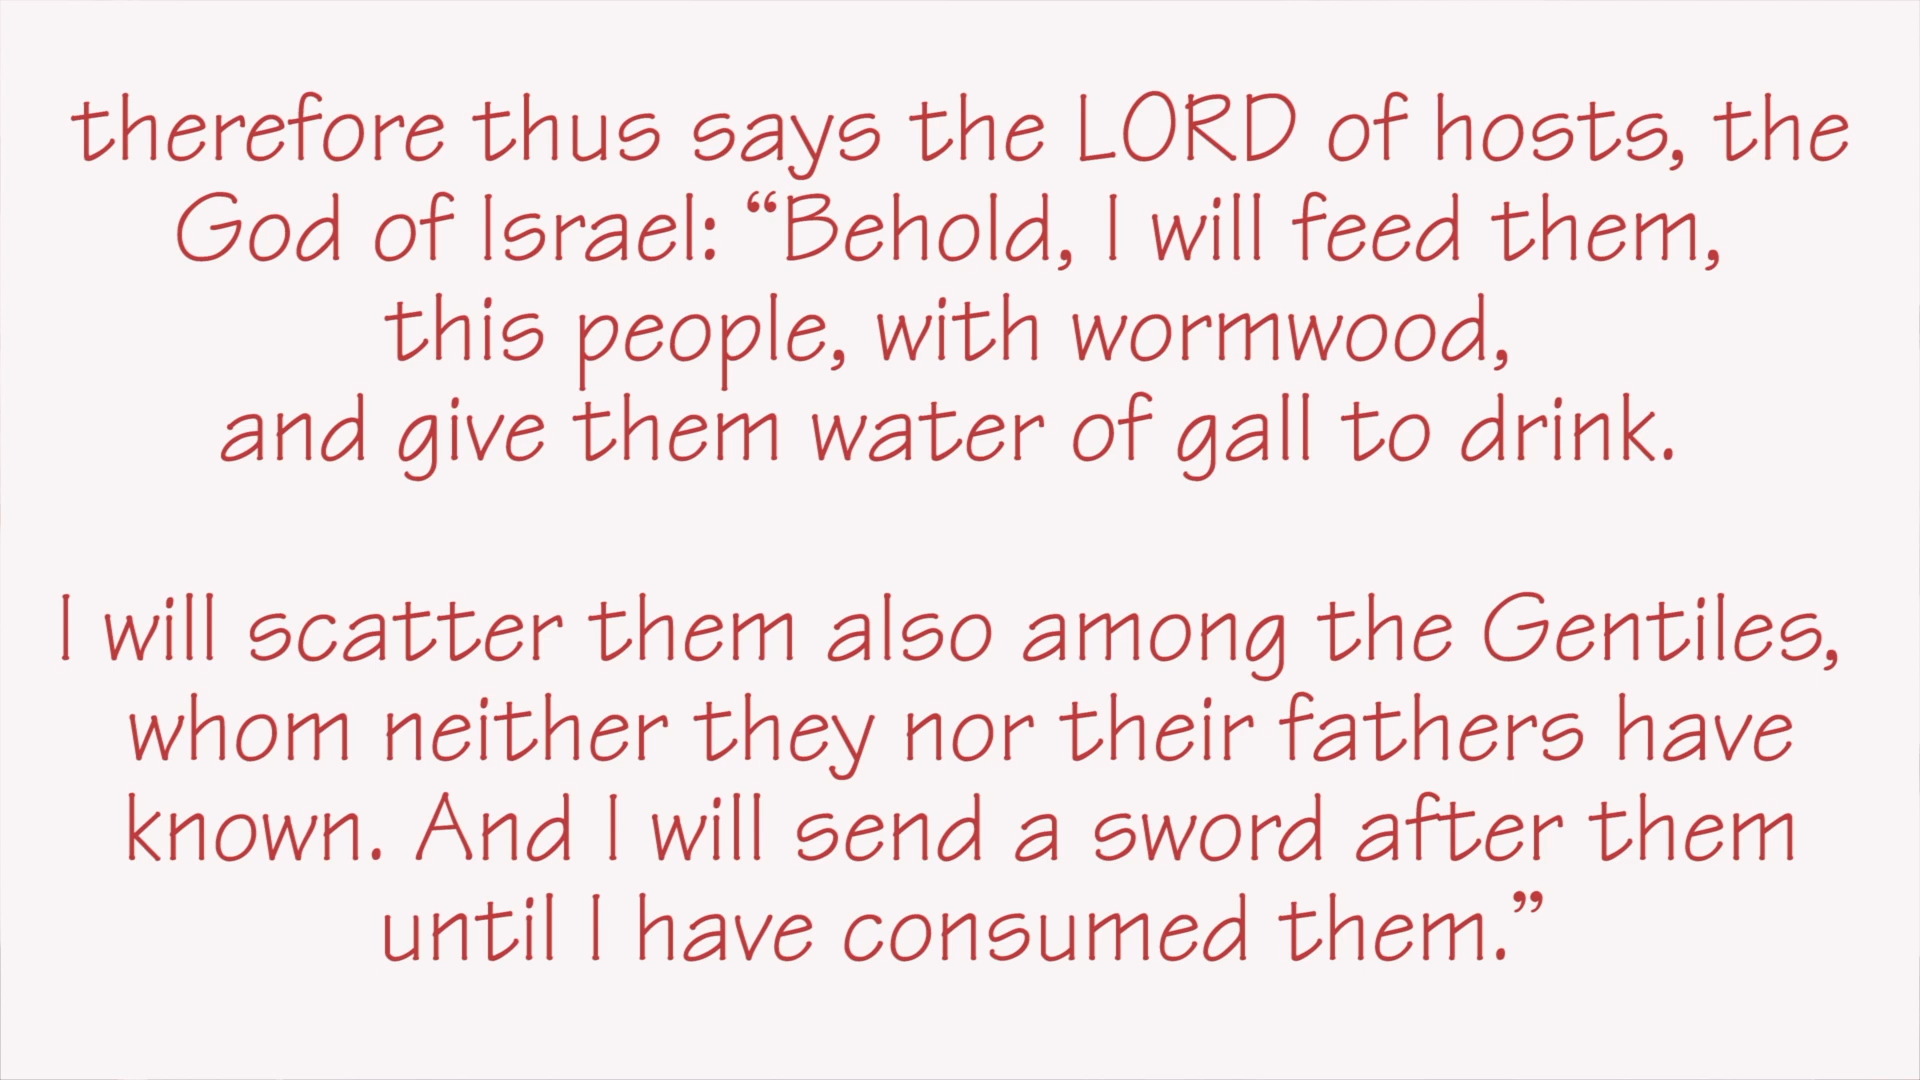 therefore thus says the LORD of hosts, the
God of Israel: “Behold, I will feed them,
this people, with wormwood,
and give them water of gall to drink.
I will scatter them also among the Gentiles,
whom neither they nor their fathers have
known. And I will send a sword after them
until I have consumed them.”